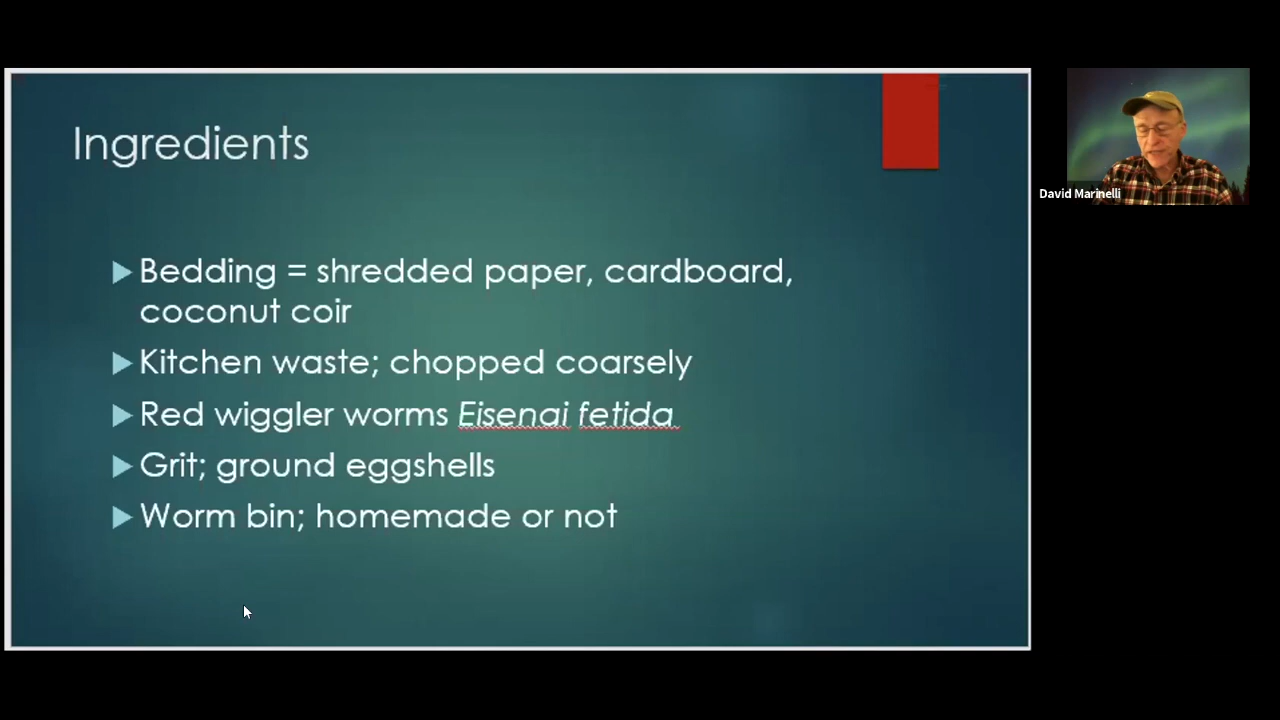 Ingredients
Bedding = shredded paper, cardboard,
coconut coir
Kitchen waste; chopped coarsely
Red wiggler worms Eisenai fetida
Grit; ground eggshells
Worm bin; homemade or not
David Marinelli